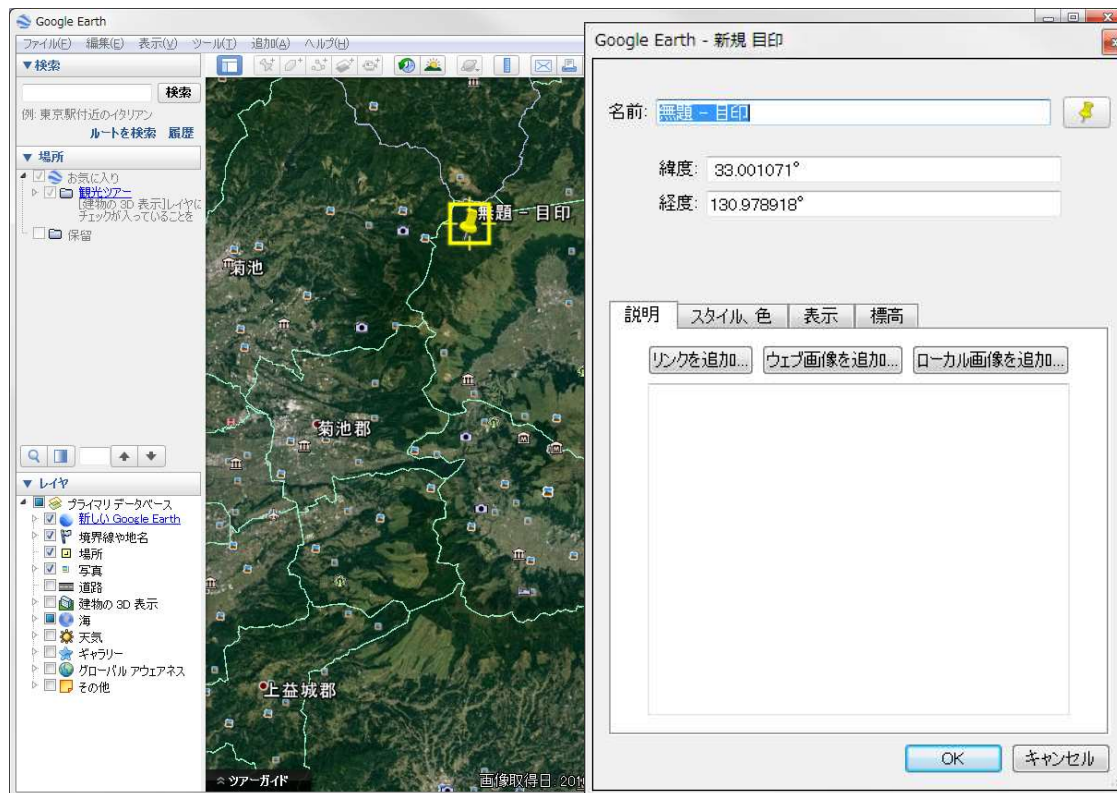 Google Earth
ファイル(F) 編集(E) 表示(V) ツール(T) 追加(A) ヘルプ(H)
▼検索
検索
例: 東京駅付近のイタリアン
ルートを検索 履歴
▼ 場所
お気に入り
観光ツアー
[建物の 3D 表示]レイヤに
チェックが入っていることを
保留
▼ レイヤ
プライマリ データベース
新しい Google Earth
境界線や地名
場所
写真
道路
建物の 3D 表示
海
天気
ギャラリー
グローバル アウェアネス
その他
無題 - 目印
菊池
菊池郡
上益城郡
ツアーガイド
画像取得日: 201
Google Earth - 新規 目印
名前: 無題 - 目印
緯度: 33.001071°
経度: 130.978918°
説明 スタイル、色 表示 標高
リンクを追加... ウェブ画像を追加... ローカル画像を追加...
OK キャンセル